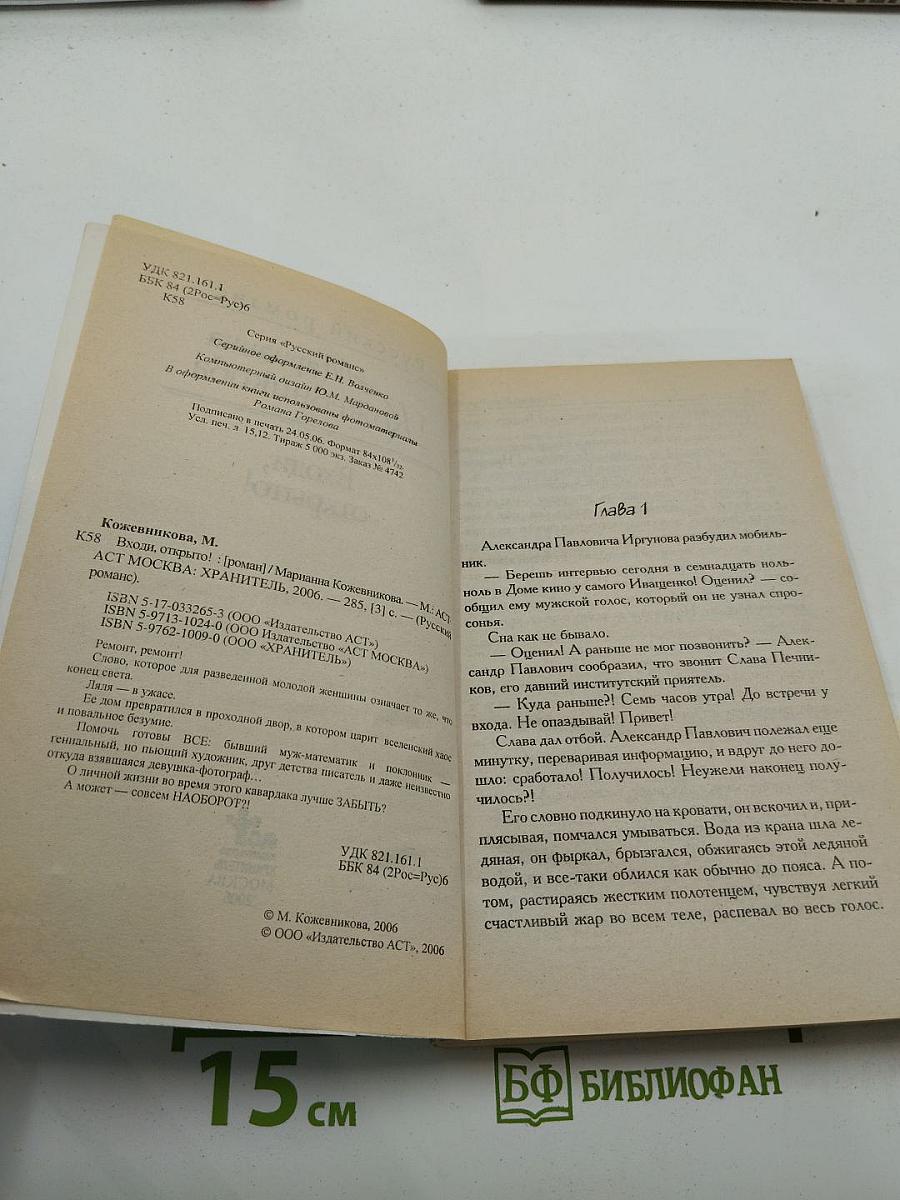 УДК 821.161.1
ББК 84 (2Рос=Рус)6
К58
Серия «Русский романс»
Серийное оформление Е.Н. Волченко
Компьютерный дизайн Ю.М. Мардановой
В оформлении книги использованы фотоматериалы
Романа Горелова
Подписано в печать 24.05.06. Формат 84x108 1/32.
Усл. печ. л 15,12. Тираж 5 000 экз. Заказ № 4742
Кожевникова, М.
К58 Входи, открыто! : [роман] / Марианна Кожевникова. — М.: АСТ:
АСТ МОСКВА: ХРАНИТЕЛЬ, 2006. — 285, [3] с. — (Русский
романс).
ISBN 5-17-033265-3 (ООО «Издательство АСТ»)
ISBN 5-9713-1024-0 (ООО Издательство «АСТ МОСКВА»)
ISBN 5-9762-1009-0 (ООО «ХРАНИТЕЛЬ»)
Ремонт, ремонт!
Слово, которое для разведенной молодой женщины означает то же, что
конец света.
Ляля — в ужасе.
Ее дом превратился в проходной двор, в котором царит вселенский хаос
и повальное безумие.
Помочь готовы ВСЕ: бывший муж-математик и поклонник —
гениальный, но пьющий художник, друг детства писатель и даже неизвестно
откуда взявшаяся девушка-фотограф...
О личной жизни во время этого кавардака лучше ЗАБЫТЬ?
А может — совсем НАОБОРОТ?!
УДК 821.161.1
ББК 84 (2Рос=Рус)6
© М. Кожевникова, 2006
© ООО «Издательство АСТ», 2006
Глава 1
Александра Павловича Иргунова разбудил мобиль-
ник.
— Берешь интервью сегодня в семнадцать ноль-
ноль в Доме кино у самого Иващенко! Оценил? — со-
общил ему мужской голос, который он не узнал спро-
сонья.
Сна как не бывало.
— Оценил! А раньше не мог позвонить? — Алек-
сандр Павлович сообразил, что звонит Слава Печни-
ков, его давний институтский приятель.
— Куда раньше?! Семь часов утра! До встречи у
входа. Не опаздывай! Привет!
Слава дал отбой. Александр Павлович полежал еще
минутку, переваривая информацию, и вдруг до него до-
шло: сработало! Получилось! Неужели наконец полу-
чилось?!
Его словно подкинуло на кровати, он вскочил и, при-
плясывая, помчался умываться. Вода из крана шла ле-
дяная, он фыркал, брызгался, обжигаясь этой ледяной
водой, и все-таки облился как обычно до пояса. А по-
том, растираясь жестким полотенцем, чувствуя легкий
счастливый жар во всем теле, распевал во весь голос.
15 см
БФ БИБЛИОФАН